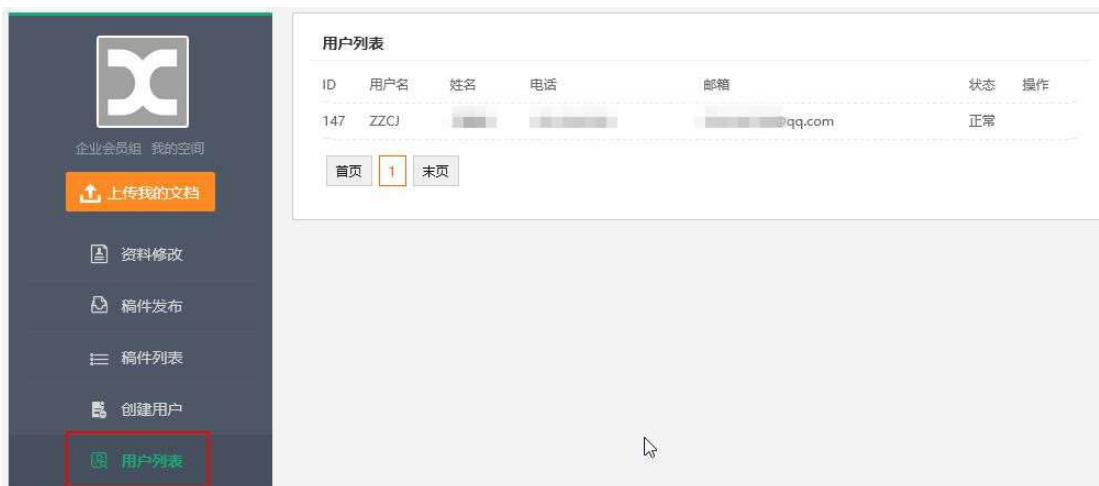 企业会员组 我的空间
上传我的文档
资料修改
稿件发布
稿件列表
创建用户
用户列表
用户列表
ID 用户名 姓名 电话 邮箱 状态 操作
147 ZZCJ @qq.com 正常
首页 1 末页